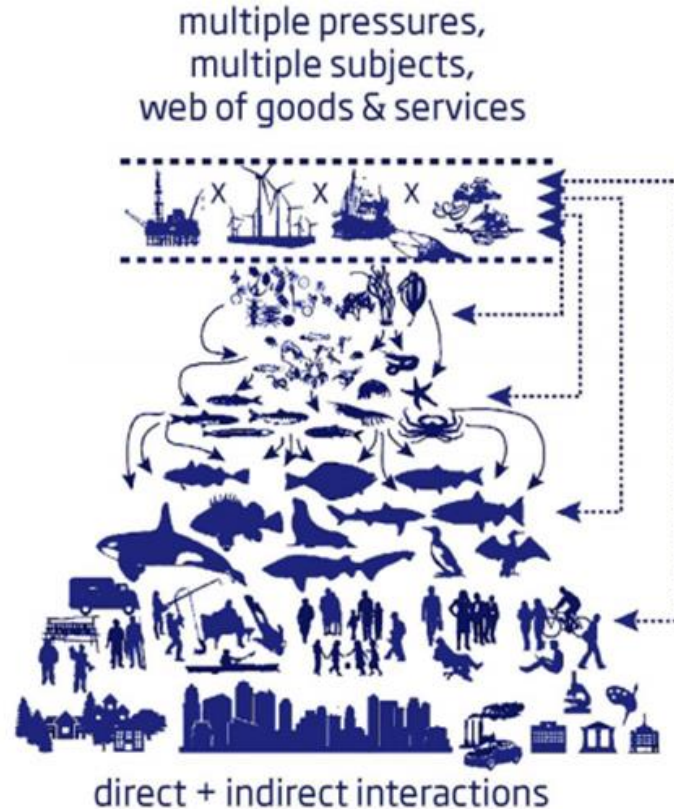 multiple pressures,
multiple subjects,
web of goods & services
X X X
direct + indirect interactions